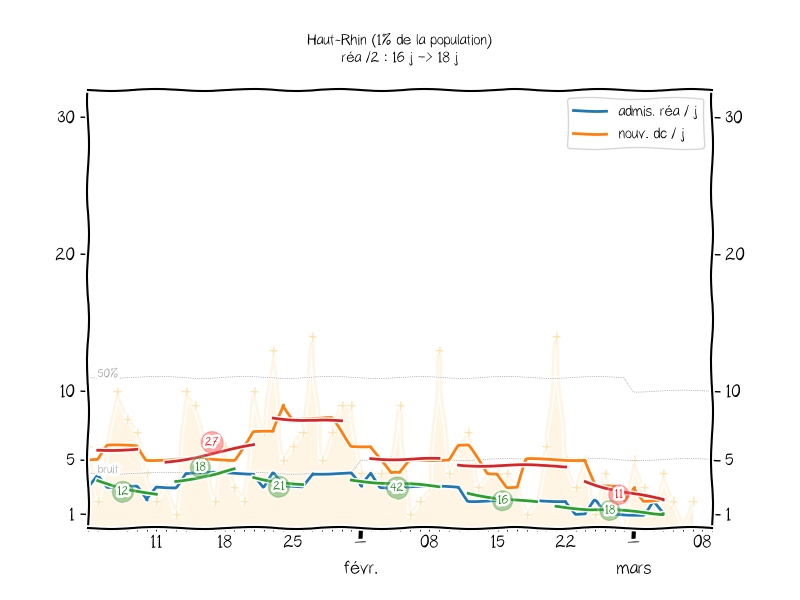 Haut-Rhin (1% de la population)
réa /2 : 16 j -> 18 j
admis. réa / j
nouv. dc / j
30 30
20 20
50%
10 10
27
18
5 5
bruit
12 21 42 16 18 11
1 1
11 18 25 1 08 15 22 1 08
févr. mars